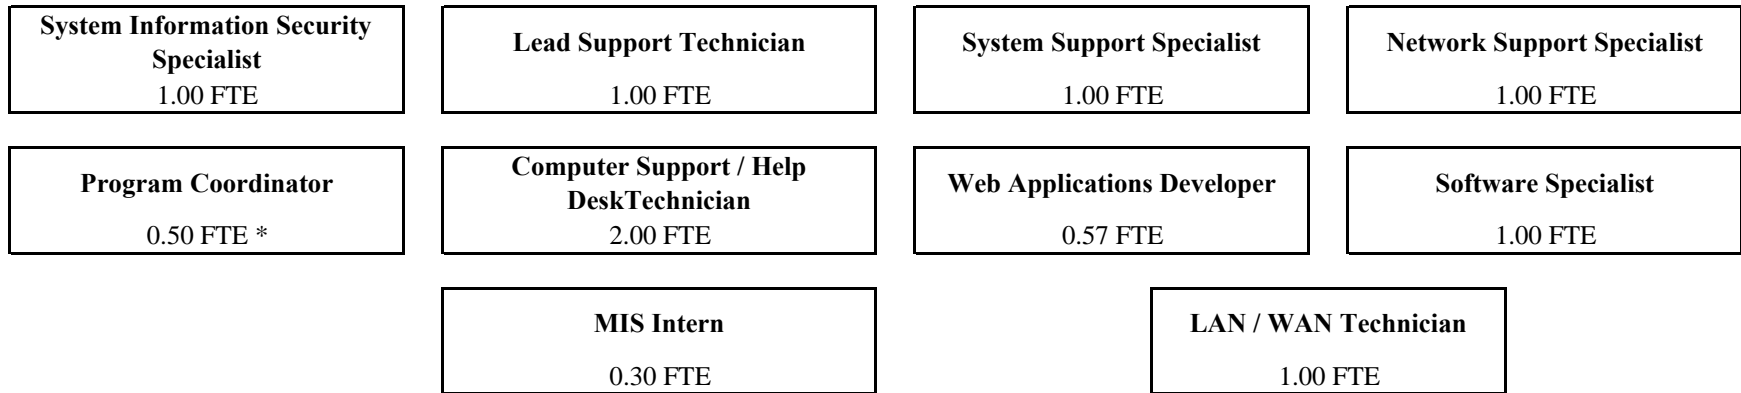 System Information Security
Specialist
1.00 FTE
Lead Support Technician
1.00 FTE
System Support Specialist
1.00 FTE
Network Support Specialist
1.00 FTE
Program Coordinator
0.50 FTE *
Computer Support / Help
DeskTechnician
2.00 FTE
Web Applications Developer
0.57 FTE
Software Specialist
1.00 FTE
MIS Intern
0.30 FTE
LAN / WAN Technician
1.00 FTE